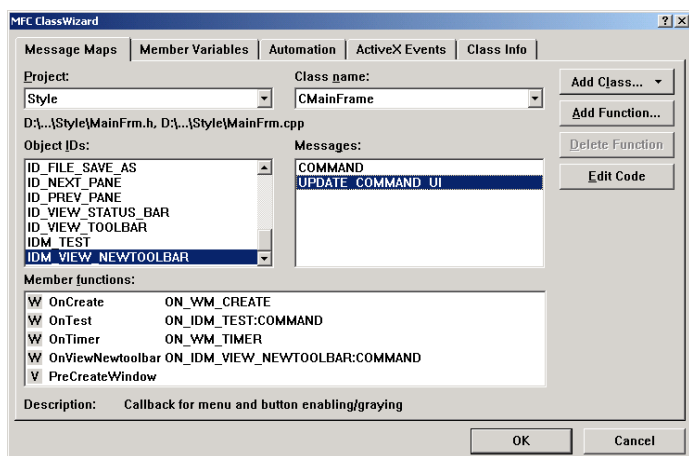 MFC ClassWizard
Message Maps Member Variables Automation ActiveX Events Class Info
Project: Class name: Add Class...
Style CMainFrame
Add Function...
D:\...\Style\MainFrm.h, D:\...\Style\MainFrm.cpp
Object IDs: Messages: Delete Function
ID_FILE_SAVE_AS COMMAND
ID_NEXT_PANE UPDATE_COMMAND_UI Edit Code
ID_PREV_PANE
ID_VIEW_STATUS_BAR
ID_VIEW_TOOLBAR
IDM_TEST
IDM_VIEW_NEWTOOLBAR
Member functions:
W OnCreate ON_WM_CREATE
W OnTest ON_IDM_TEST:COMMAND
W OnTimer ON_WM_TIMER
W OnViewNewtoolbar ON_IDM_VIEW_NEWTOOLBAR:COMMAND
V PreCreateWindow
Description: Callback for menu and button enabling/graying
OK Cancel